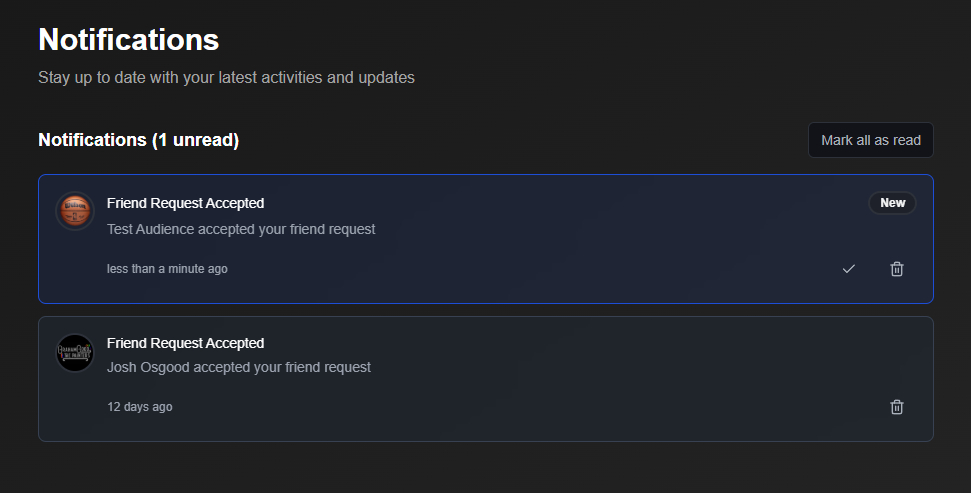 Notifications
Stay up to date with your latest activities and updates
Notifications (1 unread)
Mark all as read
Wilson
Friend Request Accepted
New
Test Audience accepted your friend request
less than a minute ago
Friend Request Accepted
Josh Osgood accepted your friend request
12 days ago